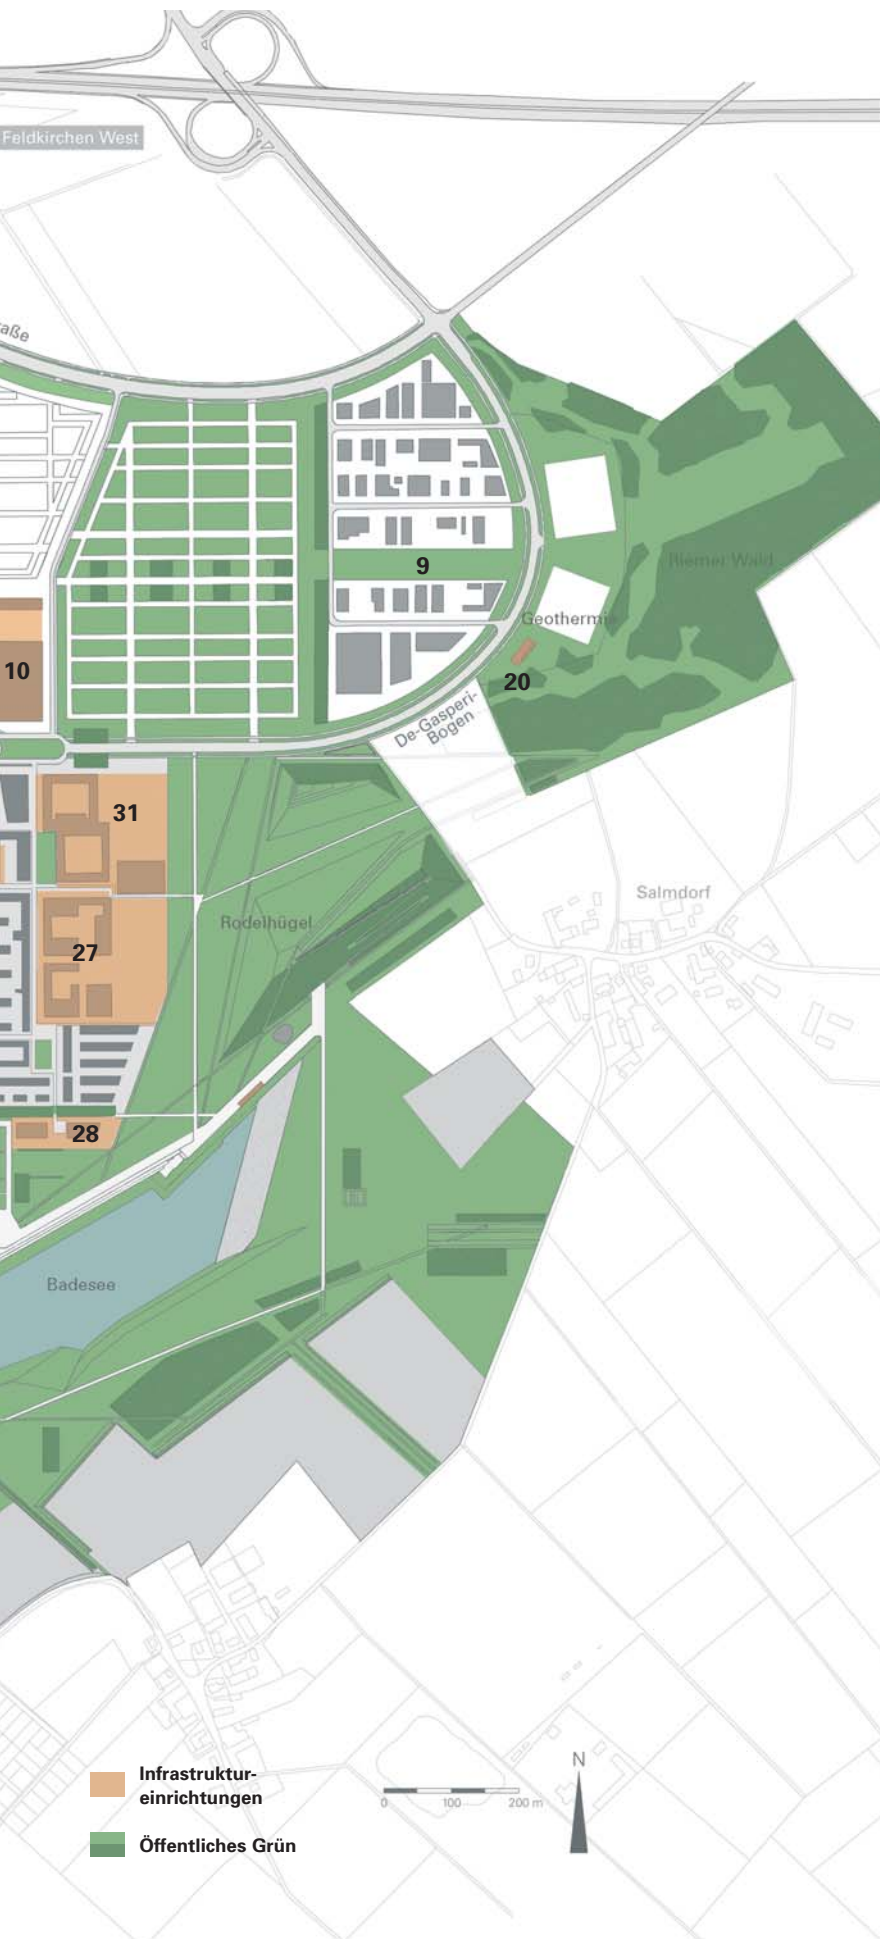 Feldkirchen West
aße
9
Riemer Wald
Geothermie
10
20
De-Gasperi-
Bogen
31
Salmdorf
Rodelhügel
27
28
Badesee
Infrastruktur-
einrichtungen
N
0 100 200 m
Öffentliches Grün